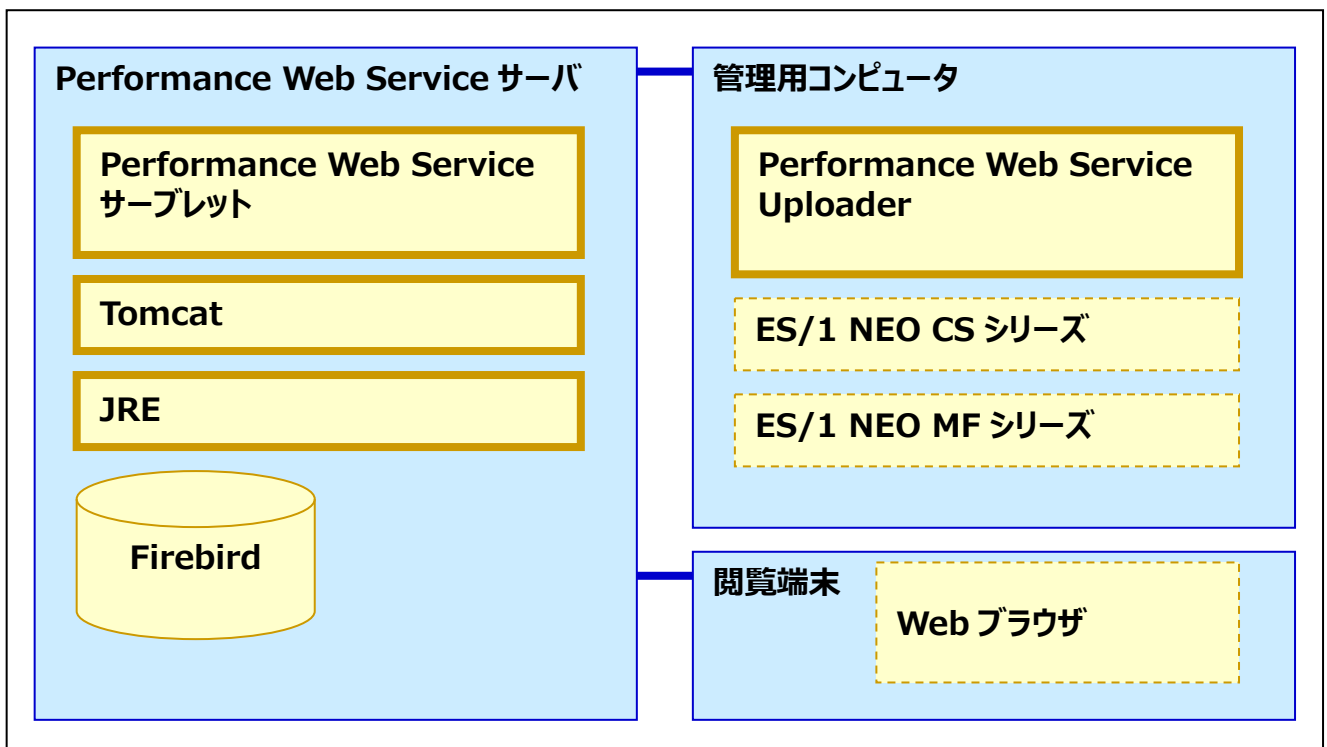 Performance Web Service サーバ
Performance Web Service
サーブレット
Tomcat
JRE
Firebird
管理用コンピュータ
Performance Web Service
Uploader
ES/1 NEO CS シリーズ
ES/1 NEO MF シリーズ
閲覧端末
Web ブラウザ